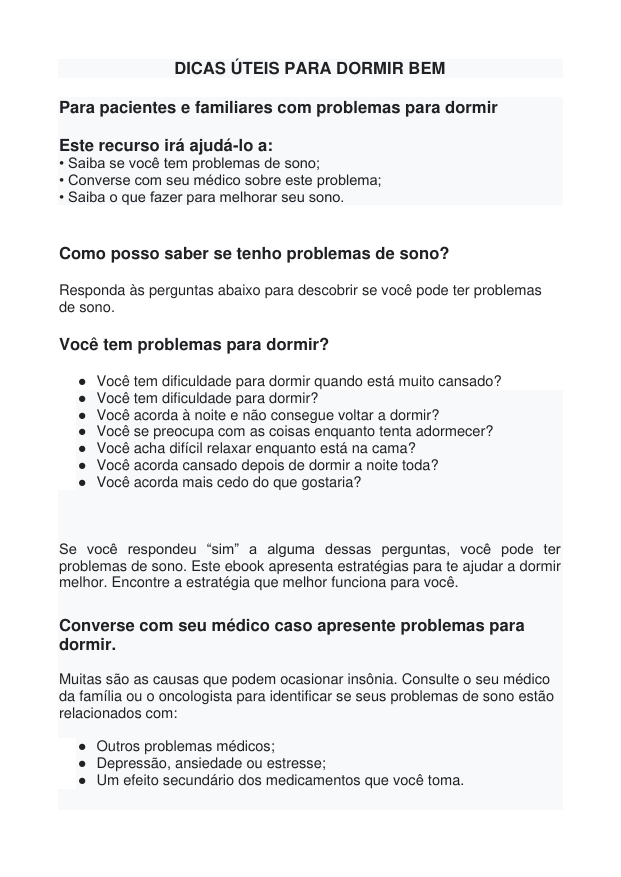 DICAS ÚTEIS PARA DORMIR BEM
Para pacientes e familiares com problemas para dormir
Este recurso irá ajudá-lo a:
• Saiba se você tem problemas de sono;
• Converse com seu médico sobre este problema;
• Saiba o que fazer para melhorar seu sono.
Como posso saber se tenho problemas de sono?
Responda às perguntas abaixo para descobrir se você pode ter problemas
de sono.
Você tem problemas para dormir?
● Você tem dificuldade para dormir quando está muito cansado?
● Você tem dificuldade para dormir?
● Você acorda à noite e não consegue voltar a dormir?
● Você se preocupa com as coisas enquanto tenta adormecer?
● Você acha difícil relaxar enquanto está na cama?
● Você acorda cansado depois de dormir a noite toda?
● Você acorda mais cedo do que gostaria?
Se você respondeu “sim” a alguma dessas perguntas, você pode ter
problemas de sono. Este ebook apresenta estratégias para te ajudar a dormir
melhor. Encontre a estratégia que melhor funciona para você.
Converse com seu médico caso apresente problemas para
dormir.
Muitas são as causas que podem ocasionar insônia. Consulte o seu médico
da família ou o oncologista para identificar se seus problemas de sono estão
relacionados com:
● Outros problemas médicos;
● Depressão, ansiedade ou estresse;
● Um efeito secundário dos medicamentos que você toma.